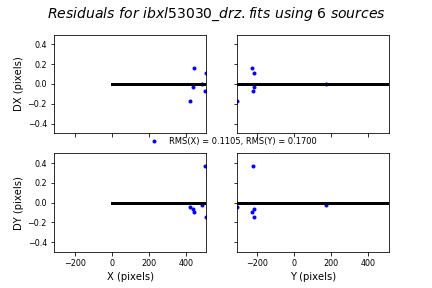 Residuals for ibxl53030_drz.fits using 6 sources
DX (pixels)
0.4
0.2
0.0
−0.2
−0.4
RMS(X) = 0.1105, RMS(Y) = 0.1700
DY (pixels)
0.4
0.2
0.0
−0.2
−0.4
−200 0 200 400 −200 0 200 400
X (pixels) Y (pixels)